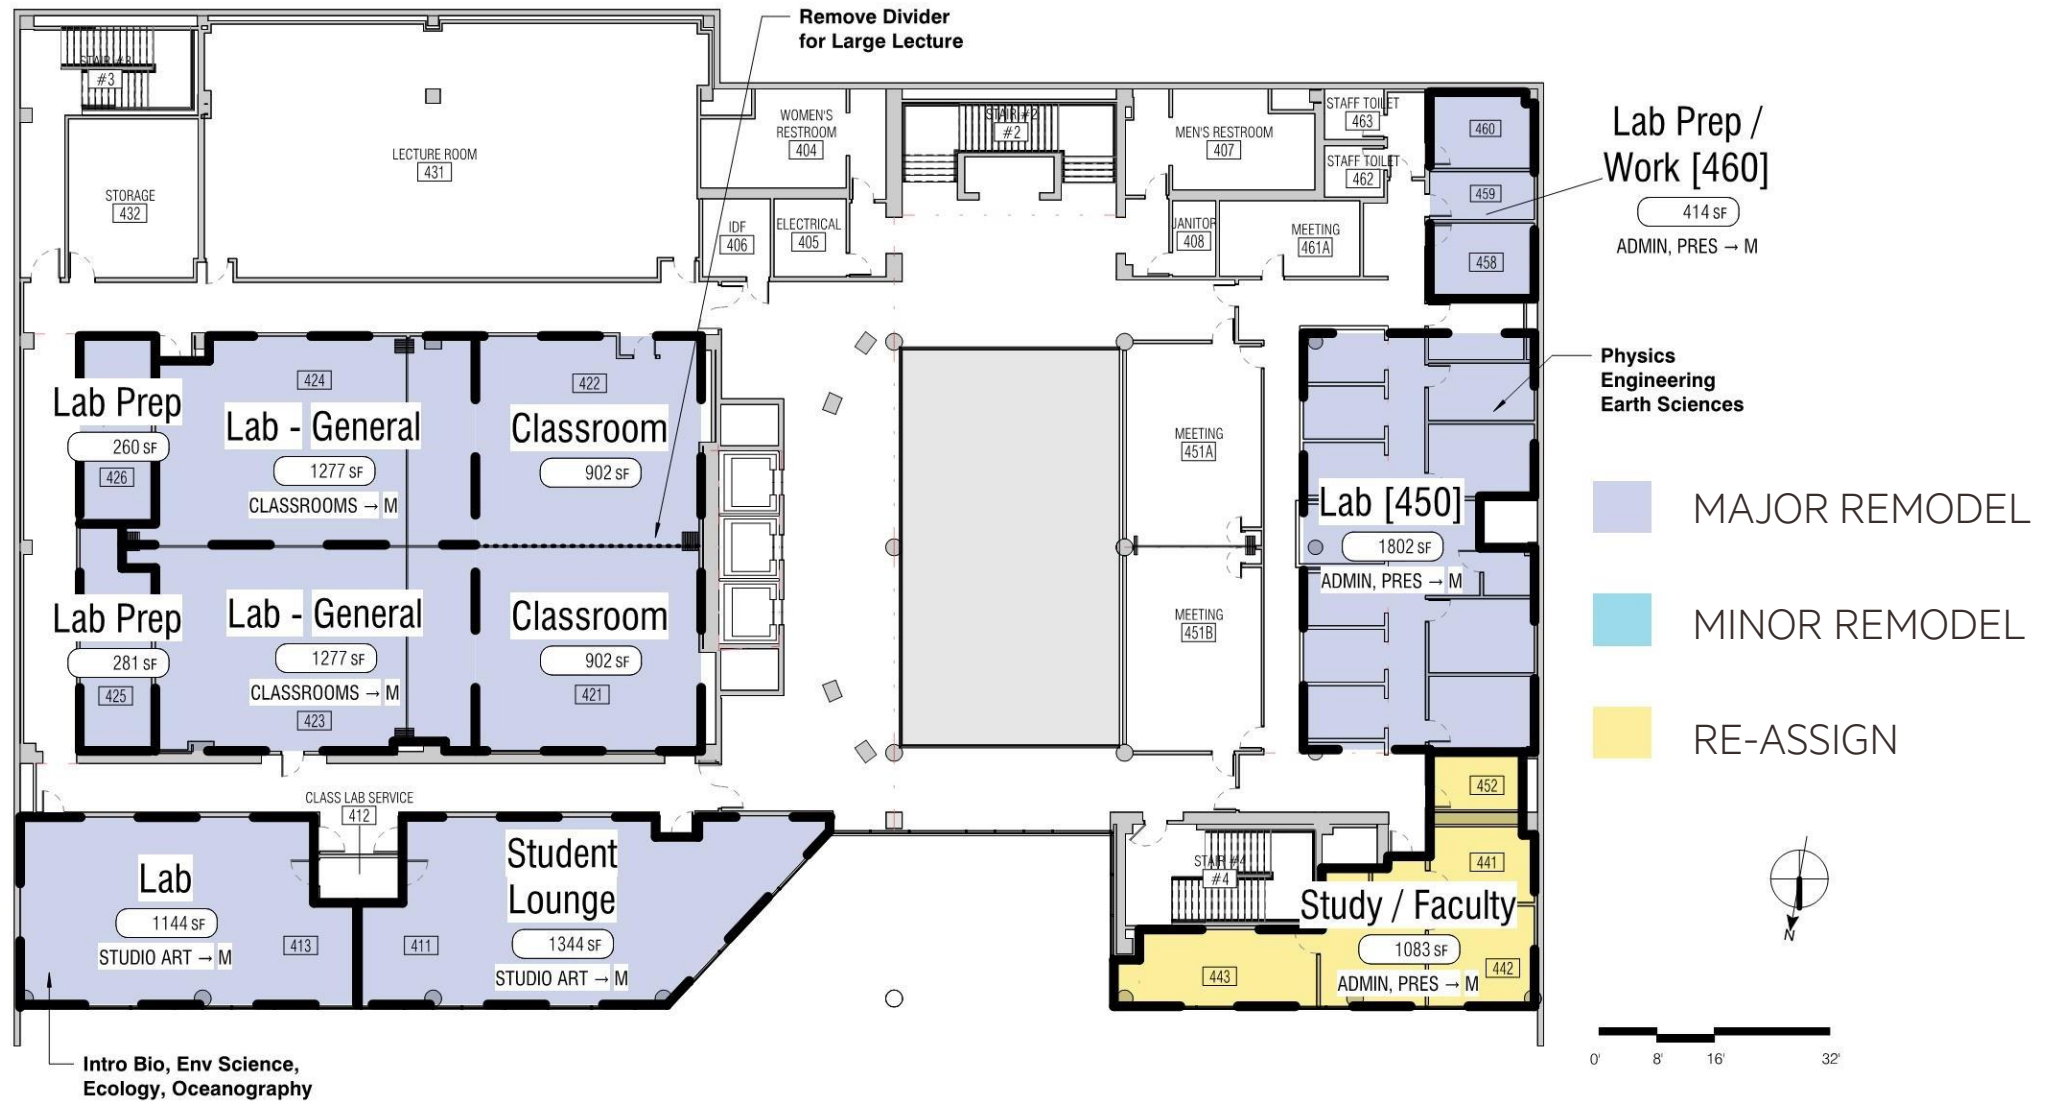 Remove Divider
for Large Lecture
STAIR #3
#3
LECTURE ROOM
431
STORAGE
432
WOMEN'S
RESTROOM
404
IDF
406
ELECTRICAL
405
STAIR #2
#2
MEN'S RESTROOM
407
JANITOR
408
MEETING
461A
STAFF TOILET
463
STAFF TOILET
462
460
459
458
Lab Prep /
Work [460]
414 SF
ADMIN, PRES → M
Physics
Engineering
Earth Sciences
Lab Prep
260 SF
426
424
Lab - General
1277 SF
CLASSROOMS → M
422
Classroom
902 SF
Lab Prep
281 SF
425
Lab - General
1277 SF
CLASSROOMS → M
423
Classroom
902 SF
421
MEETING
451A
MEETING
451B
Lab [450]
1802 SF
ADMIN, PRES → M
MAJOR REMODEL
MINOR REMODEL
RE-ASSIGN
CLASS LAB SERVICE
412
Lab
1144 SF
STUDIO ART → M
413
Student
Lounge
1344 SF
STUDIO ART → M
411
STAIR #4
#4
452
441
Study / Faculty
1083 SF
ADMIN, PRES → M
443
442
N
0' 8' 16' 32'
Intro Bio, Env Science,
Ecology, Oceanography